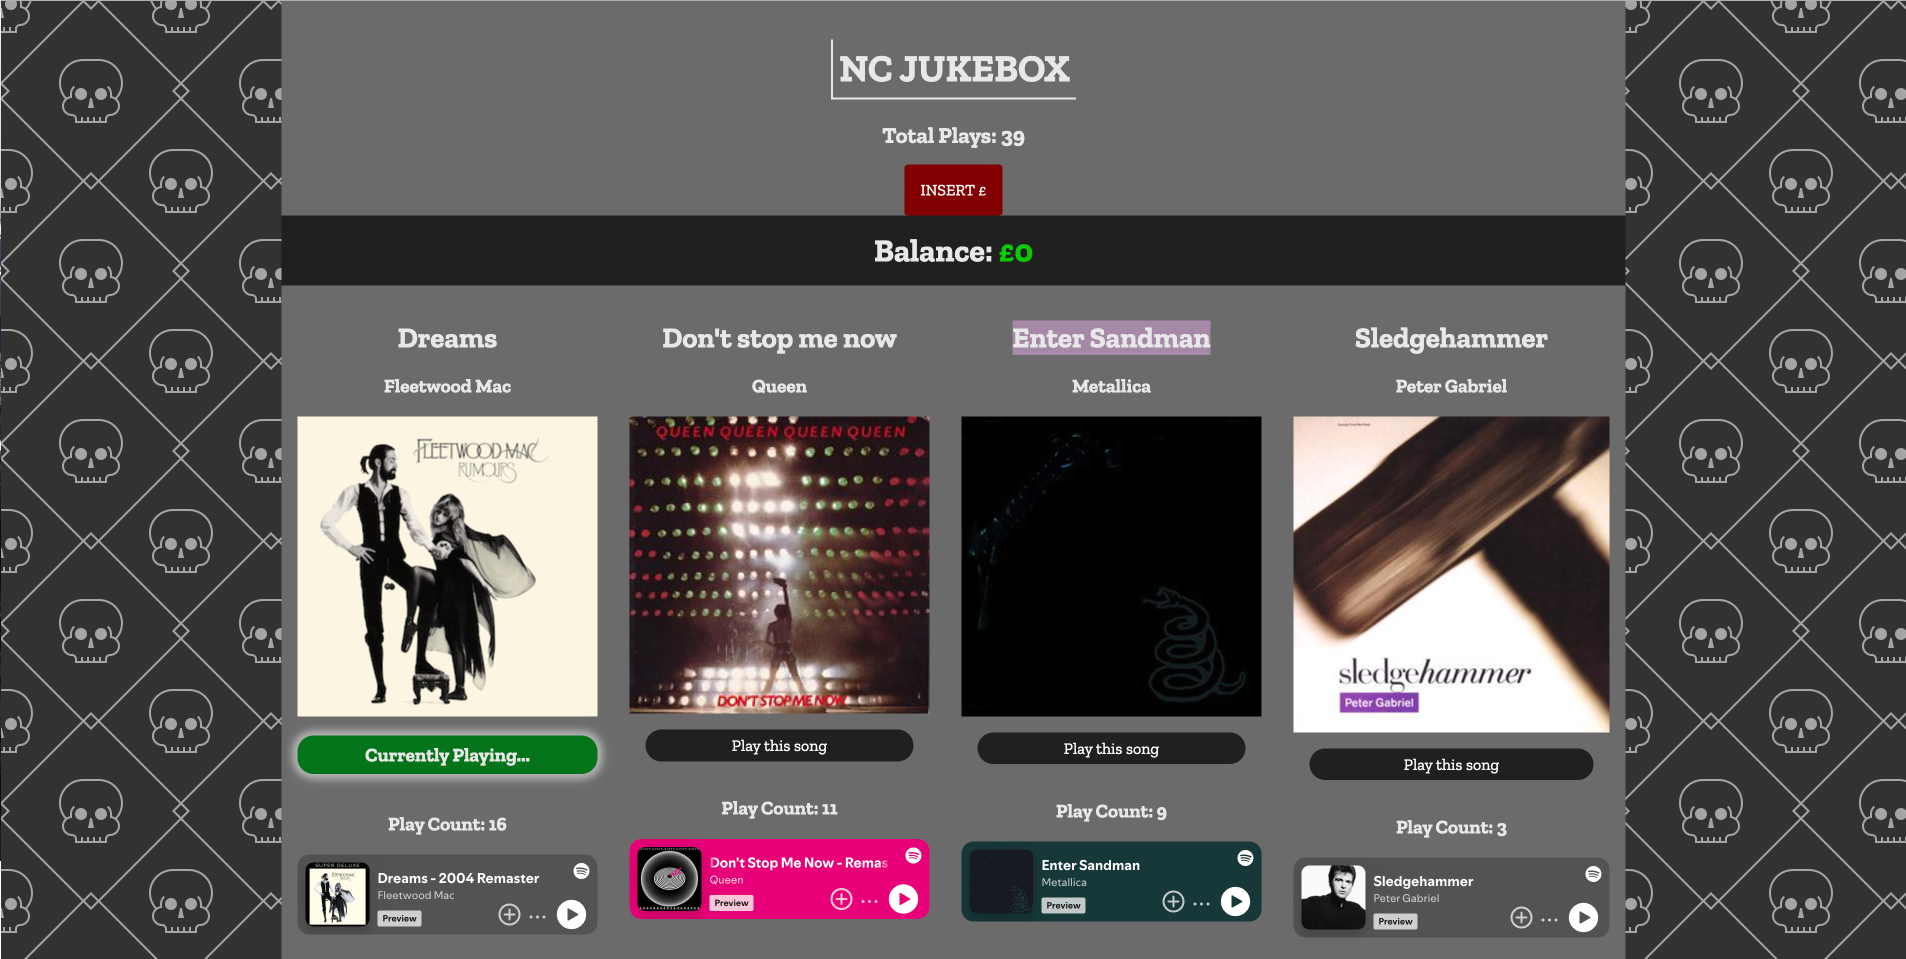 NC JUKEBOX
Total Plays: 39
INSERT £
Balance: £0
Dreams
Fleetwood Mac
FLEETWOOD MAC
RUMOURS
Currently Playing...
Play Count: 16
SUPER DELUXE
Dreams - 2004 Remaster
Fleetwood Mac
Preview
Don't stop me now
Queen
QUEEN QUEEN QUEEN QUEEN
DON'T STOP ME NOW
Play this song
Play Count: 11
Don't Stop Me Now - Remas
Queen
Preview
Enter Sandman
Metallica
Play this song
Play Count: 9
Enter Sandman
Metallica
Preview
Sledgehammer
Peter Gabriel
sledgehammer
Peter Gabriel
Play this song
Play Count: 3
Sledgehammer
Peter Gabriel
Preview